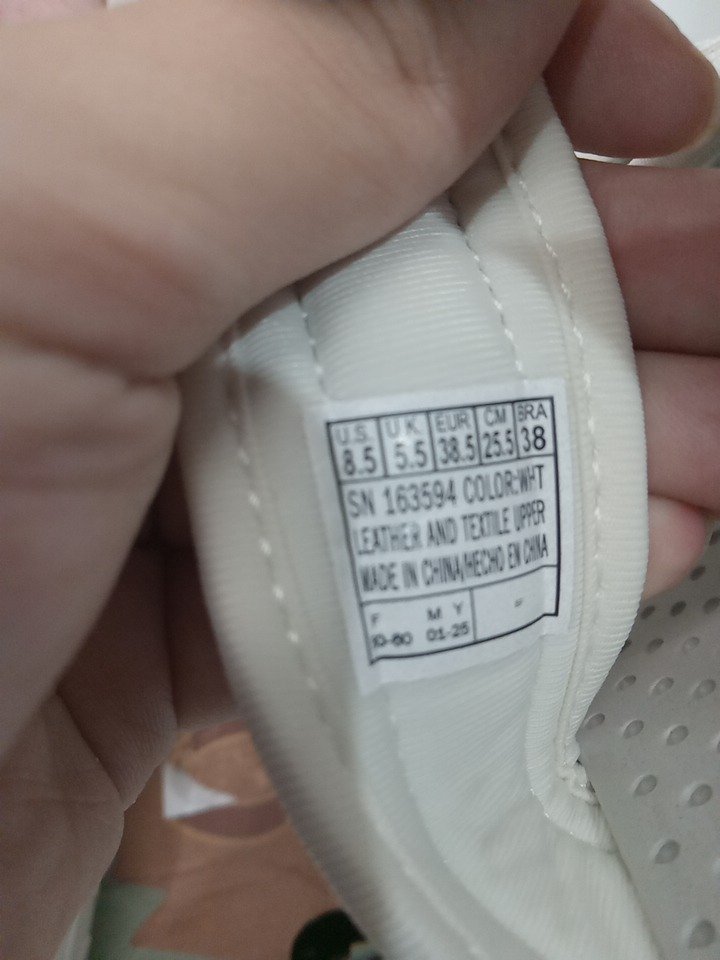 U.S. U.K. EUR CM BRA
8.5 5.5 38.5 25.5 38
SN 163594 COLOR:WHT
LEATHER AND TEXTILE UPPER
MADE IN CHINA/HECHO EN CHINA
F M Y
01-25